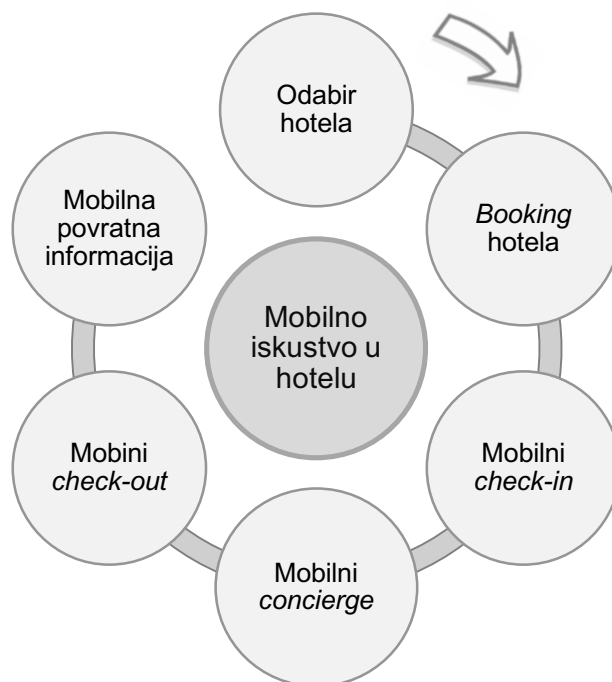 Odabir
hotela
Booking
hotela
Mobilni
check-in
Mobilni
concierge
Mobini
check-out
Mobilna
povratna
informacija
Mobilno
iskustvo u
hotelu